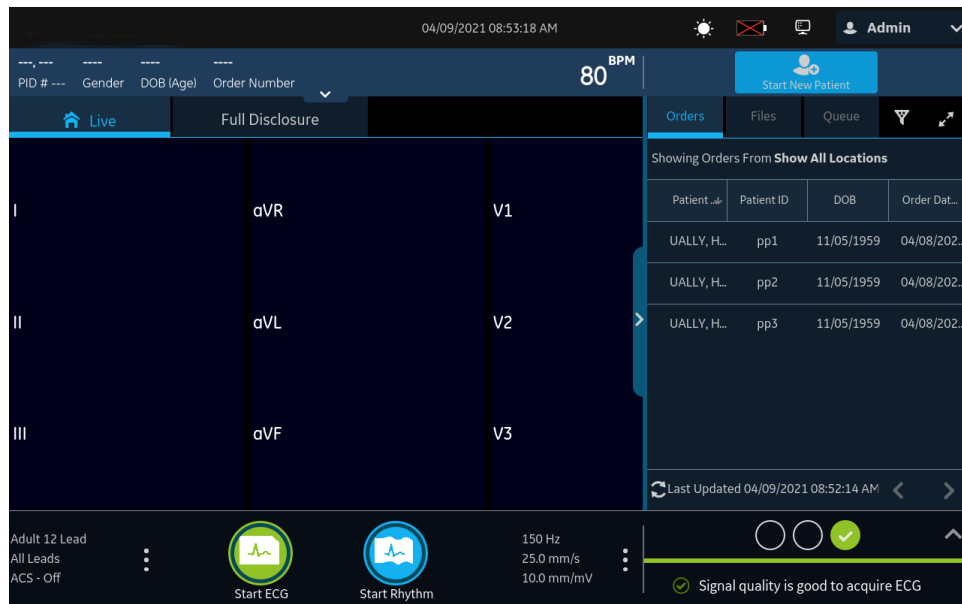 04/09/2021 08:53:18 AM
Admin
---, --- ---- ---- ----
PID # --- Gender DOB (Age) Order Number
80 BPM
Start New Patient
Live
Full Disclosure
Orders
Files
Queue
Showing Orders From Show All Locations
Patient ... Patient ID DOB Order Dat...
UALLY, H... pp1 11/05/1959 04/08/202..
UALLY, H... pp2 11/05/1959 04/08/202..
UALLY, H... pp3 11/05/1959 04/08/202..
Last Updated 04/09/2021 08:52:14 AM
I aVR V1
II aVL V2
III aVF V3
Adult 12 Lead
All Leads
ACS - Off
Start ECG
Start Rhythm
150 Hz
25.0 mm/s
10.0 mm/mV
Signal quality is good to acquire ECG